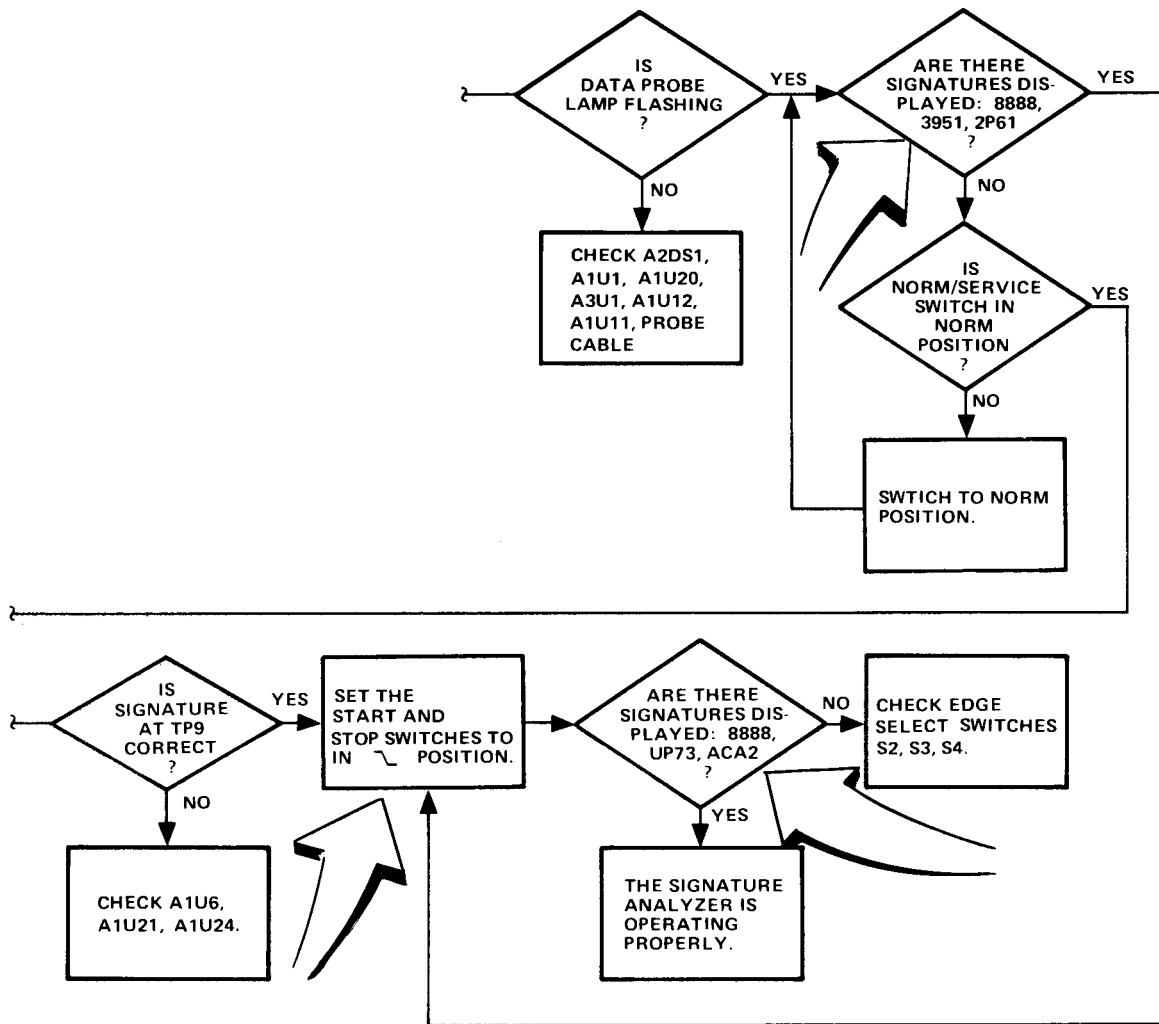 IS
DATA PROBE
LAMP FLASHING
?
YES
NO
CHECK A2DS1,
A1U1, A1U20,
A3U1, A1U12,
A1U11, PROBE
CABLE
ARE THERE
SIGNATURES DIS-
PLAYED: 8888,
3951, 2P61
?
YES
NO
IS
NORM/SERVICE
SWITCH IN
NORM
POSITION
?
YES
NO
SWTICH TO NORM
POSITION.
IS
SIGNATURE
AT TP9
CORRECT
?
YES
NO
CHECK A1U6,
A1U21, A1U24.
SET THE
START AND
STOP SWITCHES TO
IN POSITION.
ARE THERE
SIGNATURES DIS-
PLAYED: 8888,
UP73, ACA2
?
NO
YES
CHECK EDGE
SELECT SWITCHES
S2, S3, S4.
THE SIGNATURE
ANALYZER IS
OPERATING
PROPERLY.